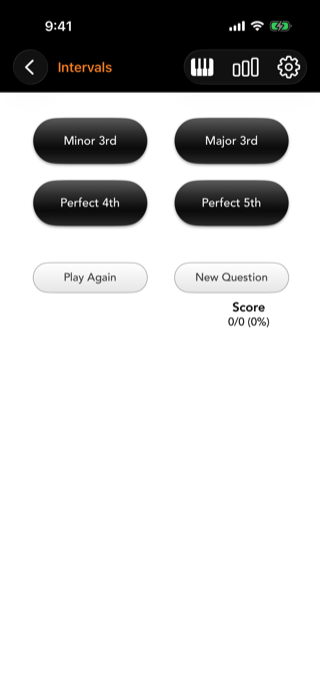 9:41
Intervals
Minor 3rd
Major 3rd
Perfect 4th
Perfect 5th
Play Again
New Question
Score
0/0 (0%)